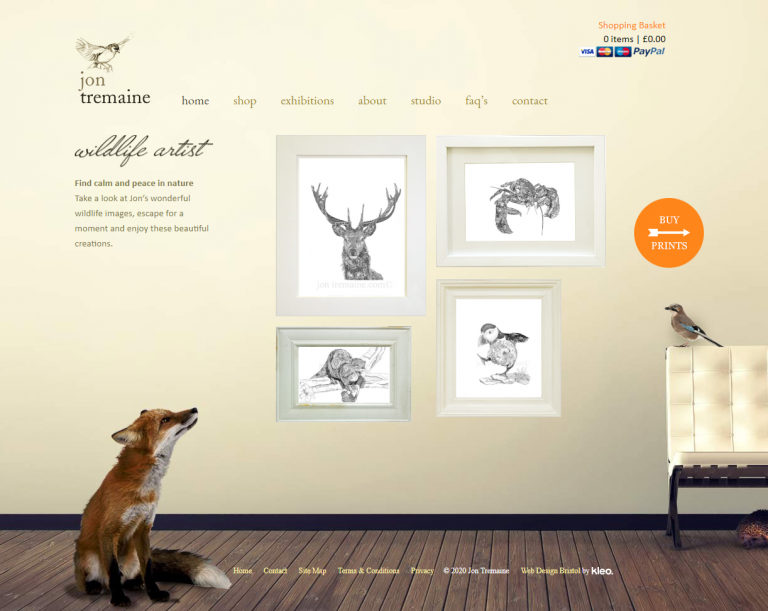 Shopping Basket
0 items | £0.00
VISA MasterCard Maestro PayPal
jon
tremaine
home shop exhibitions about studio faq's contact
wildlife artist
Find calm and peace in nature
Take a look at Jon's wonderful
wildlife images, escape for a
moment and enjoy these beautiful
creations.
jon tremaine.com©
BUY
PRINTS
Home Contact Site Map Terms & Conditions Privacy © 2020 Jon Tremaine Web Design Bristol by kleo.